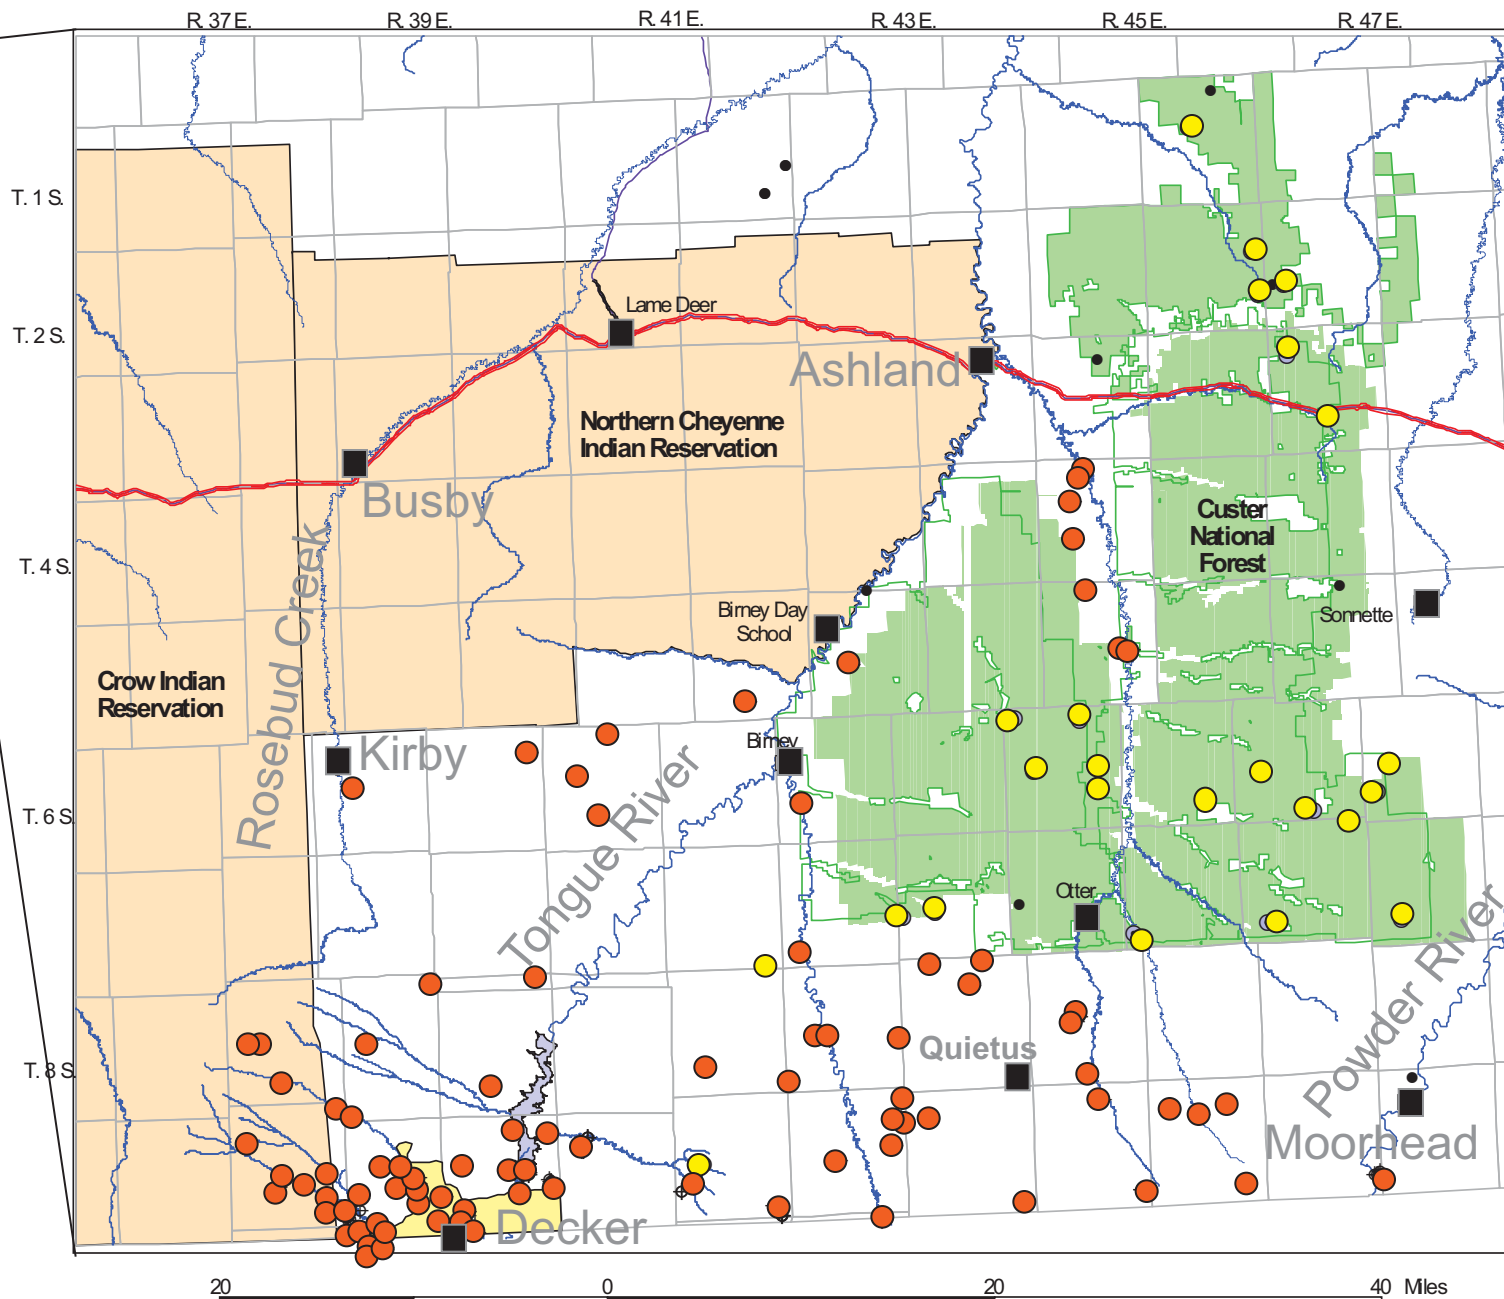 R. 37 E. R. 39 E. R. 41 E. R. 43 E. R. 45 E. R. 47 E.
T. 1 S.
Lame Deer
T. 2 S.
Ashland
Northern Cheyenne
Indian Reservation
Busby
Custer
National
Forest
T. 4 S.
Birney Day
School
Sonnette
Crow Indian
Reservation
Rosebud Creek
Kirby
Birney
Tongue River
T. 6 S.
Otter
Powder River
Quietus
T. 8 S.
Moorhead
Decker
20 0 20 40 Miles